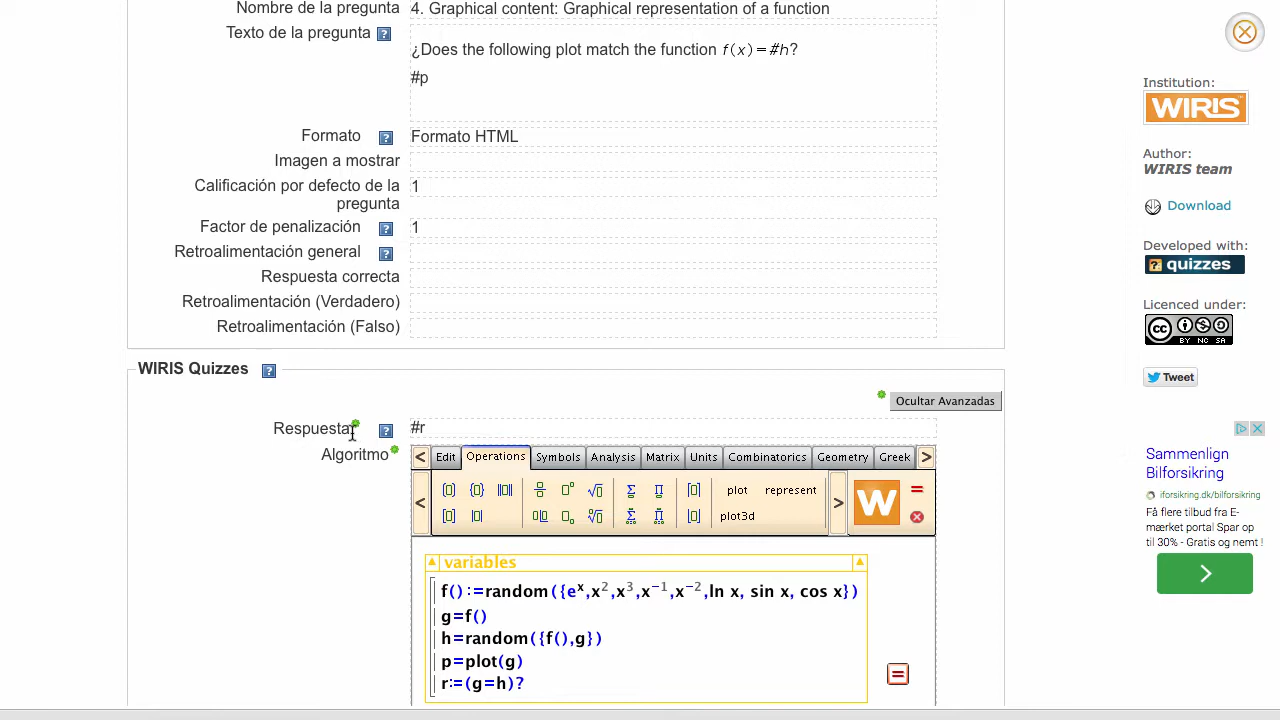 Nombre de la pregunta 4. Graphical content: Graphical representation of a function
Texto de la pregunta ?
¿Does the following plot match the function f(x)=#h?
#p
Formato ? Formato HTML
Imagen a mostrar
Calificación por defecto de la pregunta 1
Factor de penalización ? 1
Retroalimentación general ?
Respuesta correcta
Retroalimentación (Verdadero)
Retroalimentación (Falso)
WIRIS Quizzes ?
Ocultar Avanzadas
Respuesta ? #r
Algoritmo
< Edit Operations Symbols Analysis Matrix Units Combinatorics Geometry Greek >
< plot represent > W =
plot3d
variables
f():=random({eˣ,x²,x³,x⁻¹,x⁻²,ln x, sin x, cos x})
g=f()
h=random({f(),g})
p=plot(g)
r:=(g=h)?
=
Institution:
WIRIS
Author:
WIRIS team
Download
Developed with:
? quizzes
Licenced under:
CC BY NC SA
Tweet
Sammenlign
Bilforsikring
iforsikring.dk/bilforsikring
Få flere tilbud fra E-
mærket portal Spar op
til 30% - Gratis og nemt !